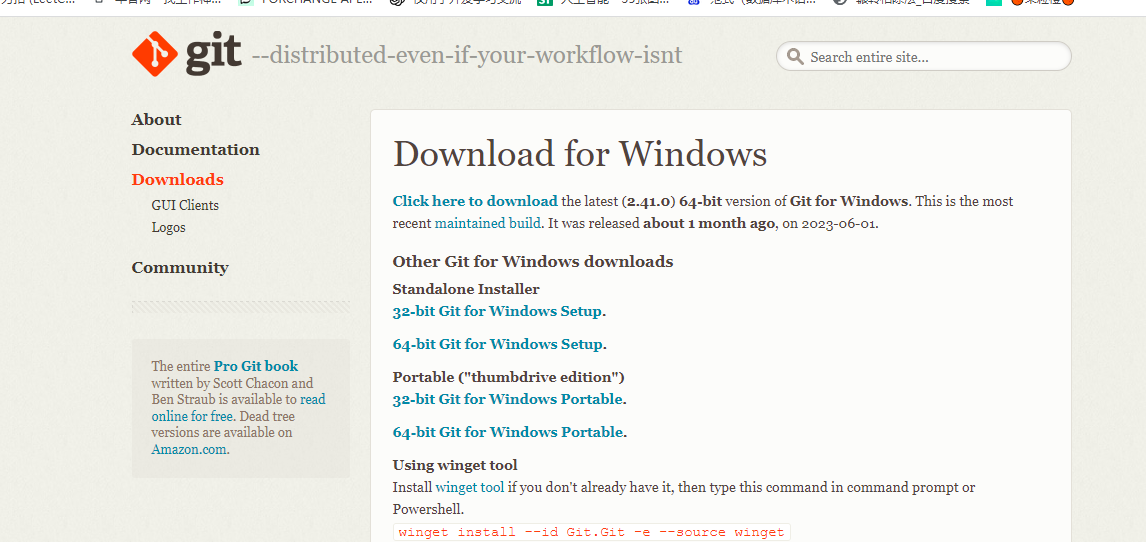 git --distributed-even-if-your-workflow-isnt
Search entire site...
About
Documentation
Downloads
GUI Clients
Logos
Community
The entire Pro Git book
written by Scott Chacon and
Ben Straub is available to read
online for free. Dead tree
versions are available on
Amazon.com.
Download for Windows
Click here to download the latest (2.41.0) 64-bit version of Git for Windows. This is the most
recent maintained build. It was released about 1 month ago, on 2023-06-01.
Other Git for Windows downloads
Standalone Installer
32-bit Git for Windows Setup.
64-bit Git for Windows Setup.
Portable ("thumbdrive edition")
32-bit Git for Windows Portable.
64-bit Git for Windows Portable.
Using winget tool
Install winget tool if you don't already have it, then type this command in command prompt or
Powershell.
winget install --id Git.Git -e --source winget